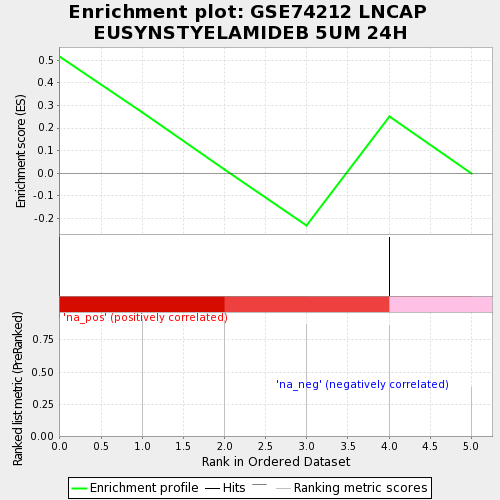 Enrichment plot: GSE74212 LNCAP
EUSYNSTYELAMIDEB 5UM 24H
Enrichment score (ES)
0.5
0.4
0.3
0.2
0.1
0.0
-0.1
-0.2
'na_pos' (positively correlated)
'na_neg' (negatively correlated)
Ranked list metric (PreRanked)
0.75
0.50
0.25
0.00
0.0 0.5 1.0 1.5 2.0 2.5 3.0 3.5 4.0 4.5 5.0
Rank in Ordered Dataset
Enrichment profile Hits Ranking metric scores